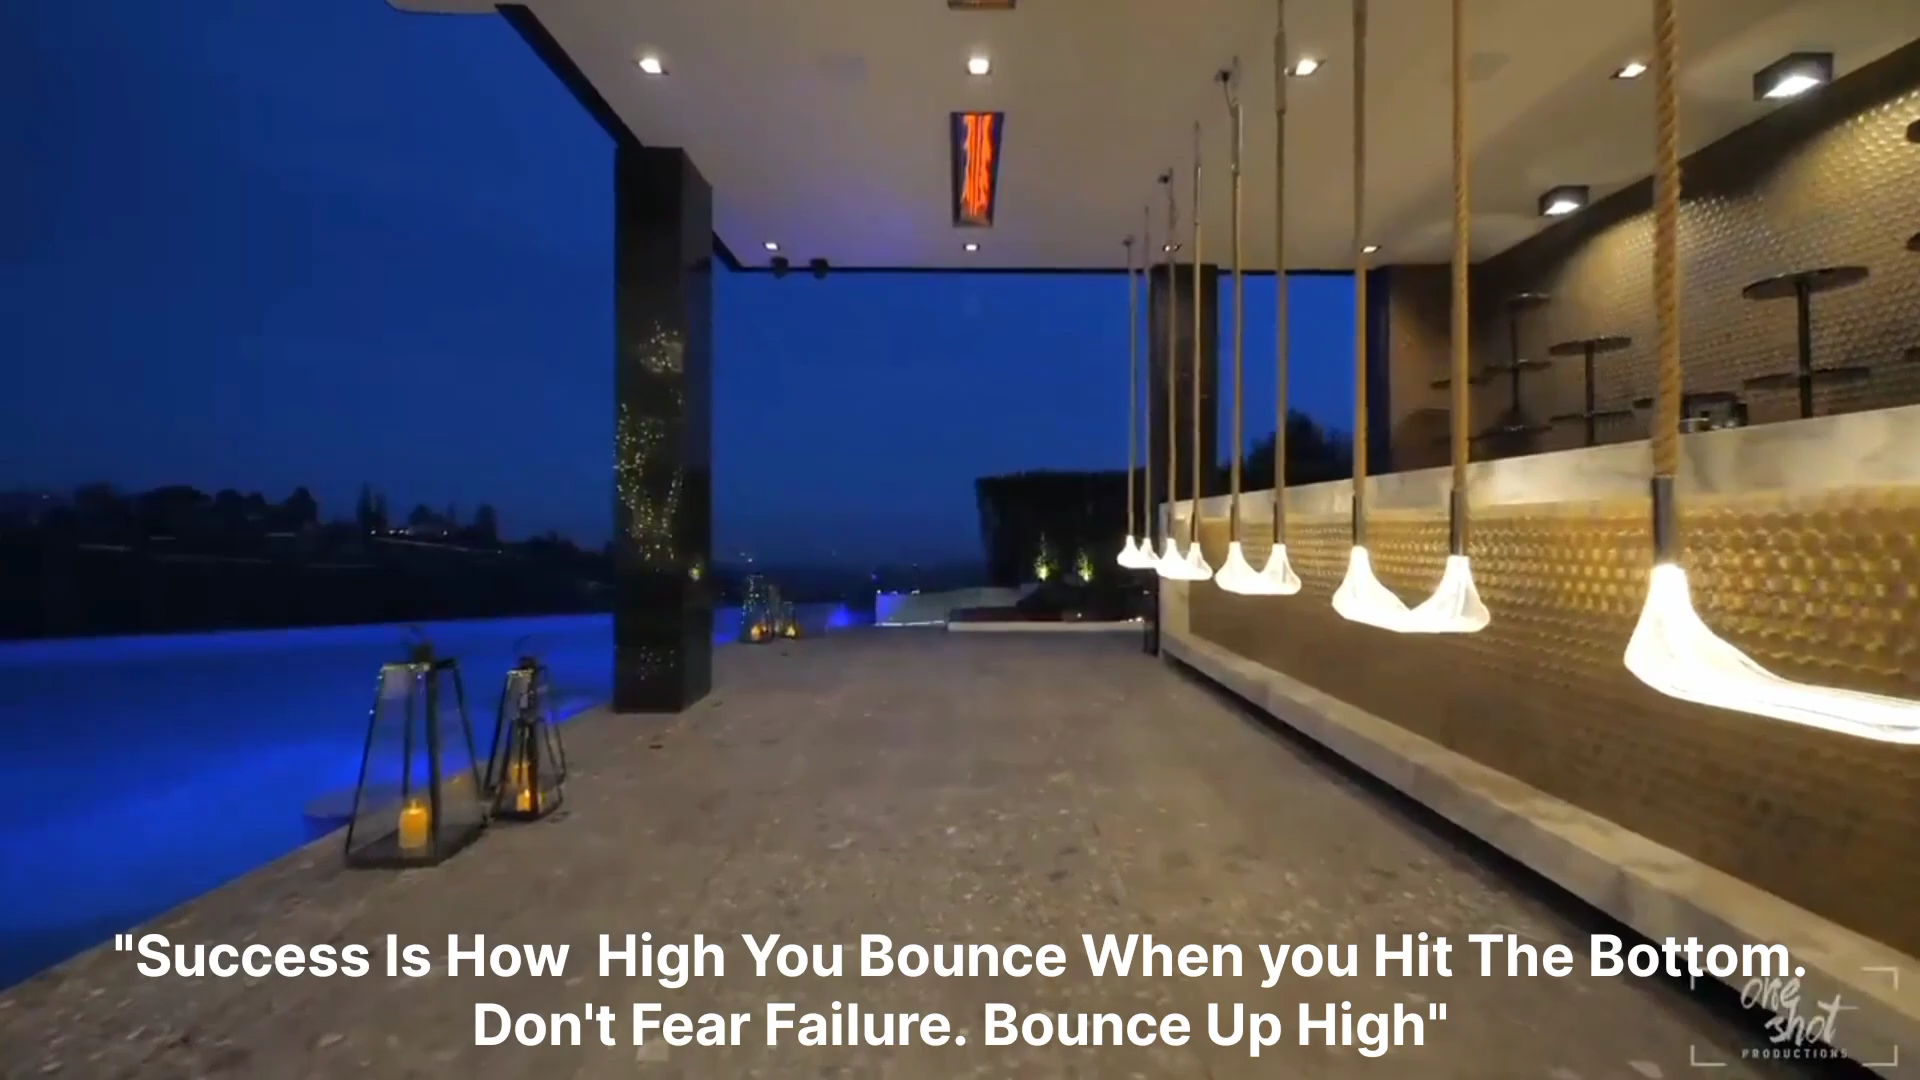 "Success Is How  High You Bounce When you Hit The Bottom.
Don't Fear Failure. Bounce Up High"
one
shot
PRODUCTIONS